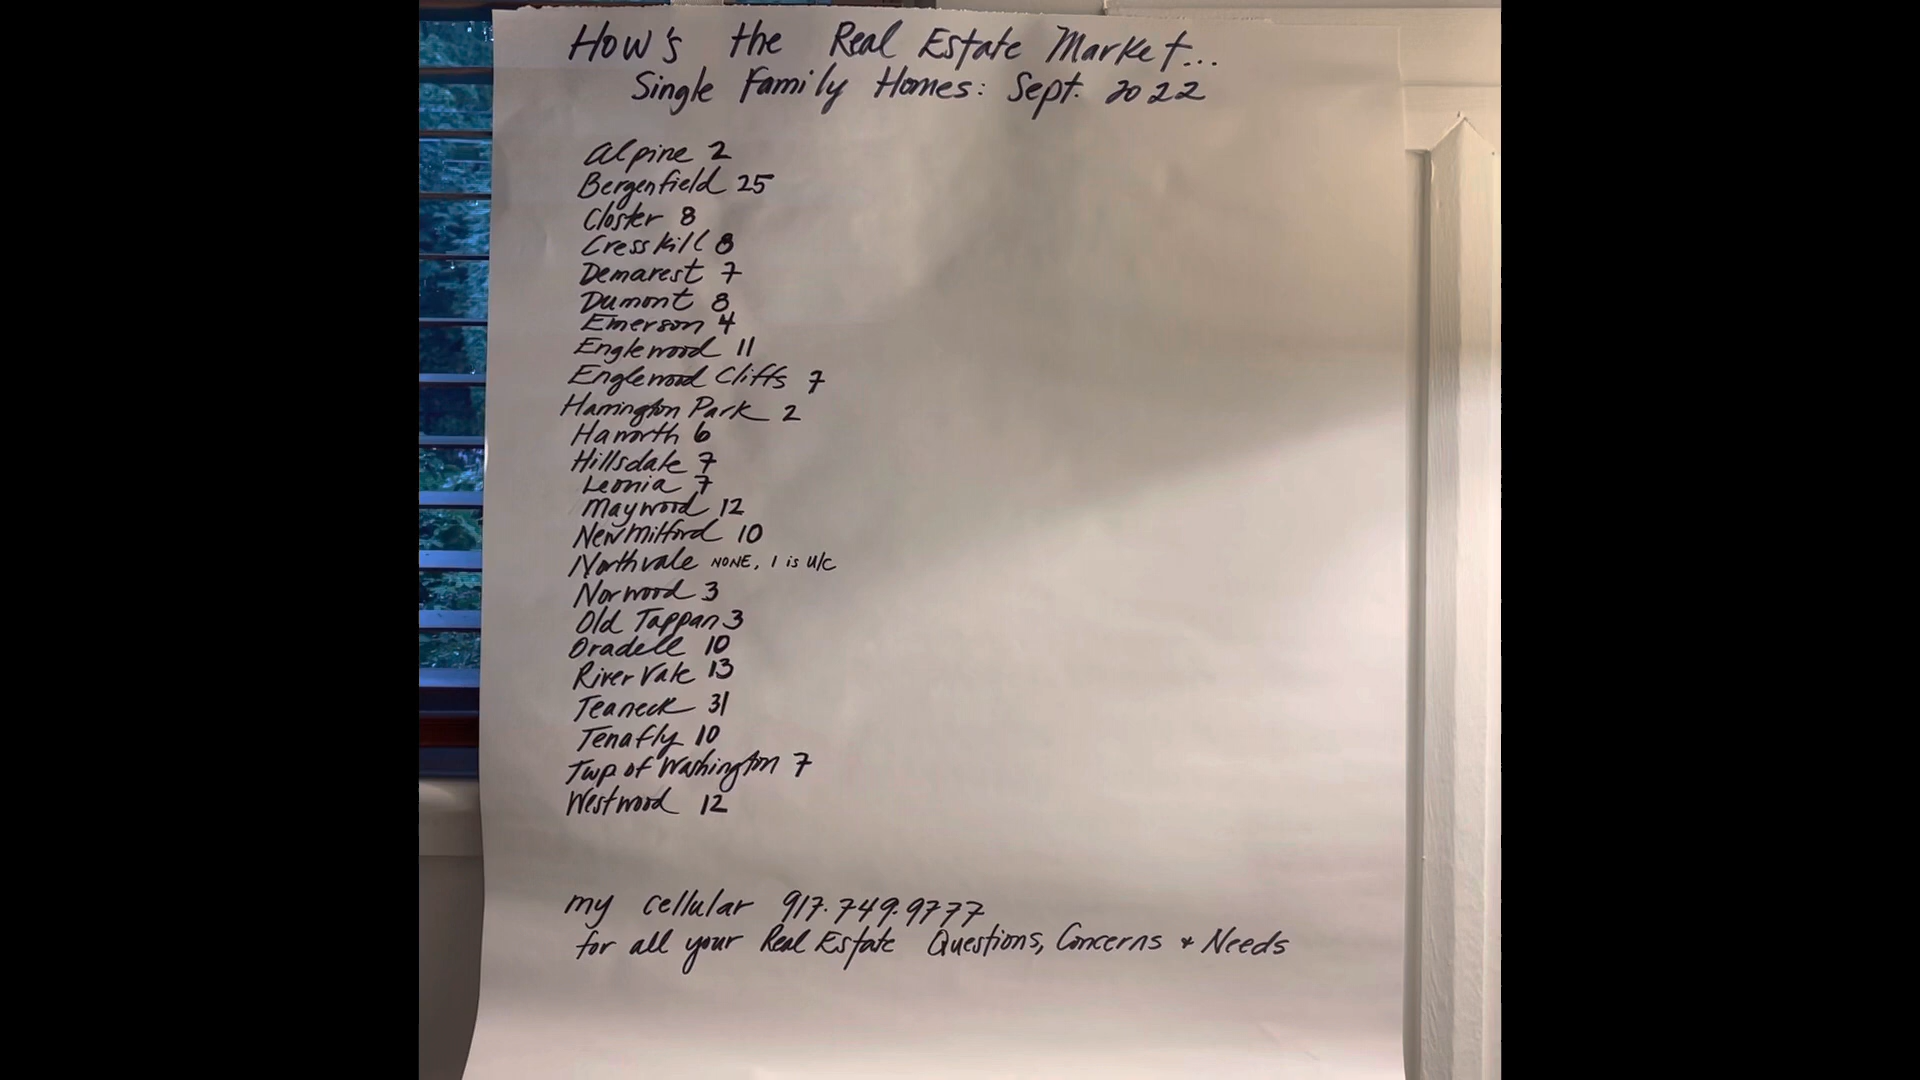 How's the Real Estate Market...
Single Family Homes: Sept. 2022
Alpine 2
Bergenfield 25
Closter 8
Cresskill 8
Demarest 7
Dumont 8
Emerson 4
Englewood 11
Englewood Cliffs 7
Harrington Park 2
Haworth 6
Hillsdale 7
Leonia 7
Maywood 12
New Milford 10
Northvale NONE, 1 is U/C
Norwood 3
Old Tappan 3
Oradell 10
River Vale 13
Teaneck 31
Tenafly 10
Twp of Washington 7
Westwood 12
my cellular 917.749.9777
for all your Real Estate Questions, Concerns + Needs